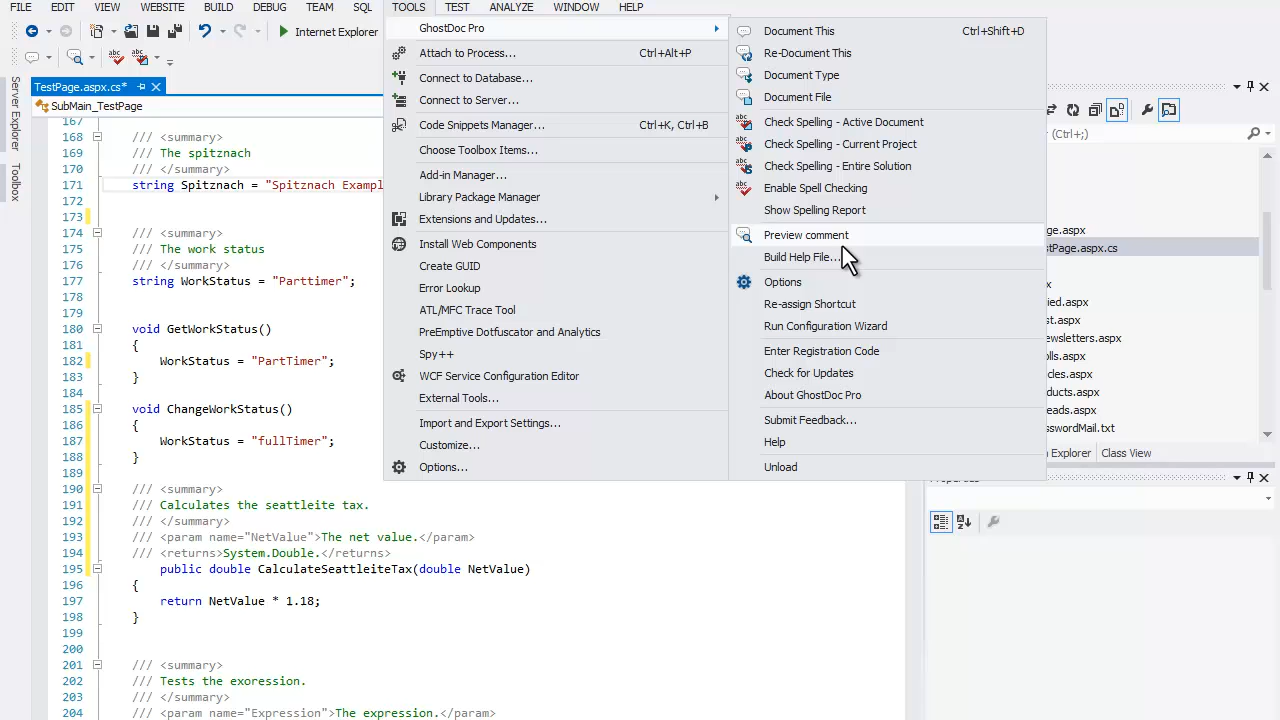 FILE EDIT VIEW WEBSITE BUILD DEBUG TEAM SQL TOOLS TEST ANALYZE WINDOW HELP
Internet Explorer
TestPage.aspx.cs*
SubMain_TestPage
Server Explorer
Toolbox
167
168 /// <summary>
169 /// The spitznach
170 /// </summary>
171 string Spitznach = "Spitznach Exampl
172
173
174 /// <summary>
175 /// The work status
176 /// </summary>
177 string WorkStatus = "Parttimer";
178
179
180 void GetWorkStatus()
181 {
182 WorkStatus = "PartTimer";
183 }
184
185 void ChangeWorkStatus()
186 {
187 WorkStatus = "fullTimer";
188 }
189
190 /// <summary>
191 /// Calculates the seattleite tax.
192 /// </summary>
193 /// <param name="NetValue">The net value.</param>
194 /// <returns>System.Double.</returns>
195 public double CalculateSeattleiteTax(double NetValue)
196 {
197 return NetValue * 1.18;
198 }
199
200
201 /// <summary>
202 /// Tests the exoression.
203 /// </summary>
204 /// <param name="Expression">The expression.</param>
GhostDoc Pro
Attach to Process... Ctrl+Alt+P
Connect to Database...
Connect to Server...
Code Snippets Manager... Ctrl+K, Ctrl+B
Choose Toolbox Items...
Add-in Manager...
Library Package Manager
Extensions and Updates...
Install Web Components
Create GUID
Error Lookup
ATL/MFC Trace Tool
PreEmptive Dotfuscator and Analytics
Spy++
WCF Service Configuration Editor
External Tools...
Import and Export Settings...
Customize...
Options...
Document This Ctrl+Shift+D
Re-Document This
Document Type
Document File
Check Spelling - Active Document
Check Spelling - Current Project
Check Spelling - Entire Solution
Enable Spell Checking
Show Spelling Report
Preview comment
Build Help File...
Options
Re-assign Shortcut
Run Configuration Wizard
Enter Registration Code
Check for Updates
About GhostDoc Pro
Submit Feedback...
Help
Unload
(Ctrl+;)
ge.aspx
stPage.aspx.cs
x
ied.aspx
st.aspx
ewsletters.aspx
olls.aspx
cles.aspx
ducts.aspx
eads.aspx
sswordMail.txt
Explorer Class View